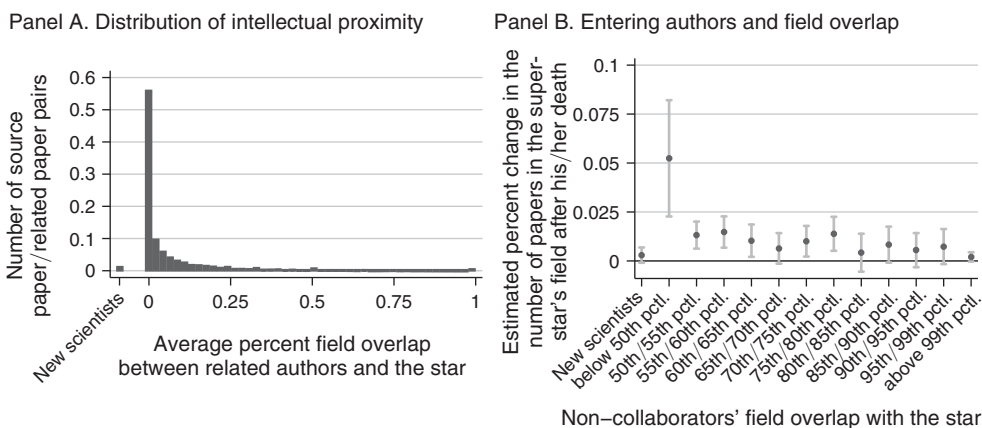 Panel A. Distribution of intellectual proximity
Number of source
paper/related paper pairs
0.6
0.5
0.4
0.3
0.2
0.1
0
New scientists
0
0.25
0.5
0.75
1
Average percent field overlap
between related authors and the star
Panel B. Entering authors and field overlap
Estimated percent change in the
number of papers in the super-
star's field after his/her death
0.1
0.075
0.05
0.025
0
New scientists
below 50th pctl.
50th/55th pctl.
55th/60th pctl.
60th/65th pctl.
65th/70th pctl.
70th/75th pctl.
75th/80th pctl.
80th/85th pctl.
85th/90th pctl.
90th/95th pctl.
95th/99th pctl.
above 99th pctl.
Non−collaborators' field overlap with the star